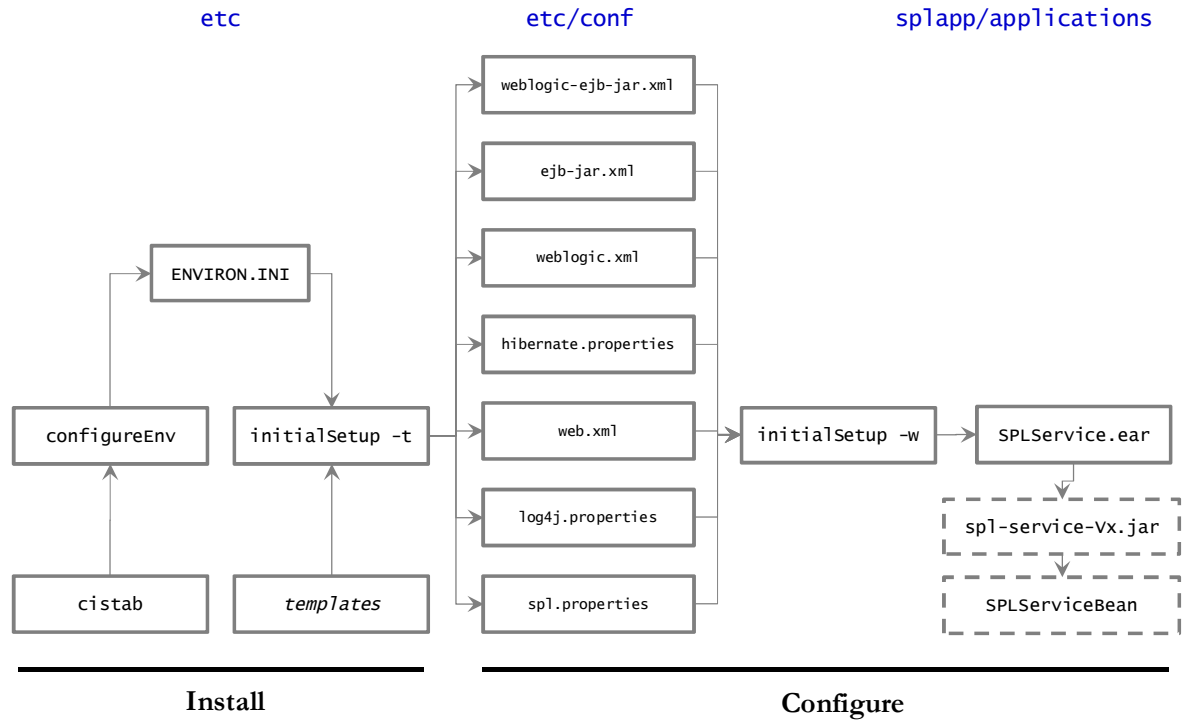 etc
etc/conf
splapp/applications
weblogic-ejb-jar.xml
ejb-jar.xml
weblogic.xml
ENVIRON.INI
hibernate.properties
configureEnv
initialSetup -t
web.xml
initialSetup -w
SPLService.ear
log4j.properties
spl-service-Vx.jar
cistab
templates
spl.properties
SPLServiceBean
Install
Configure